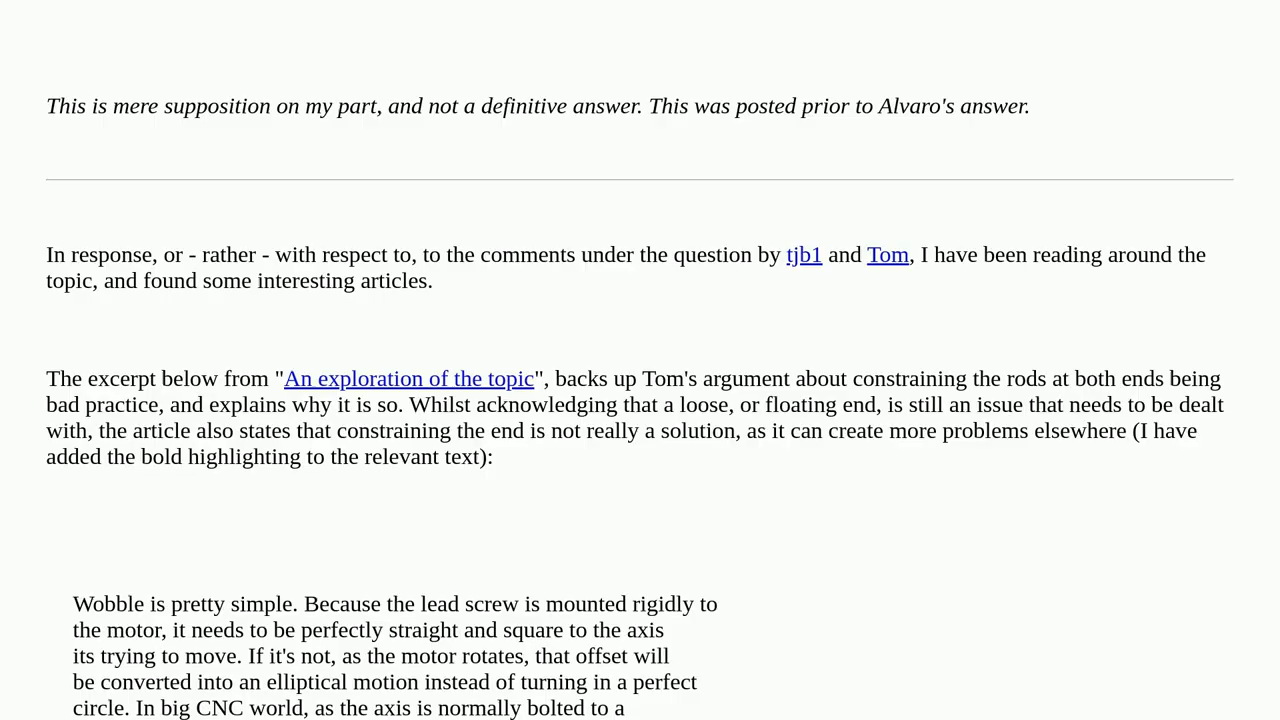 This is mere supposition on my part, and not a definitive answer. This was posted prior to Alvaro's answer.
In response, or - rather - with respect to, to the comments under the question by tjb1 and Tom, I have been reading around the
topic, and found some interesting articles.
The excerpt below from "An exploration of the topic", backs up Tom's argument about constraining the rods at both ends being
bad practice, and explains why it is so. Whilst acknowledging that a loose, or floating end, is still an issue that needs to be dealt
with, the article also states that constraining the end is not really a solution, as it can create more problems elsewhere (I have
added the bold highlighting to the relevant text):
Wobble is pretty simple. Because the lead screw is mounted rigidly to
the motor, it needs to be perfectly straight and square to the axis
its trying to move. If it's not, as the motor rotates, that offset will
be converted into an elliptical motion instead of turning in a perfect
circle. In big CNC world, as the axis is normally bolted to a